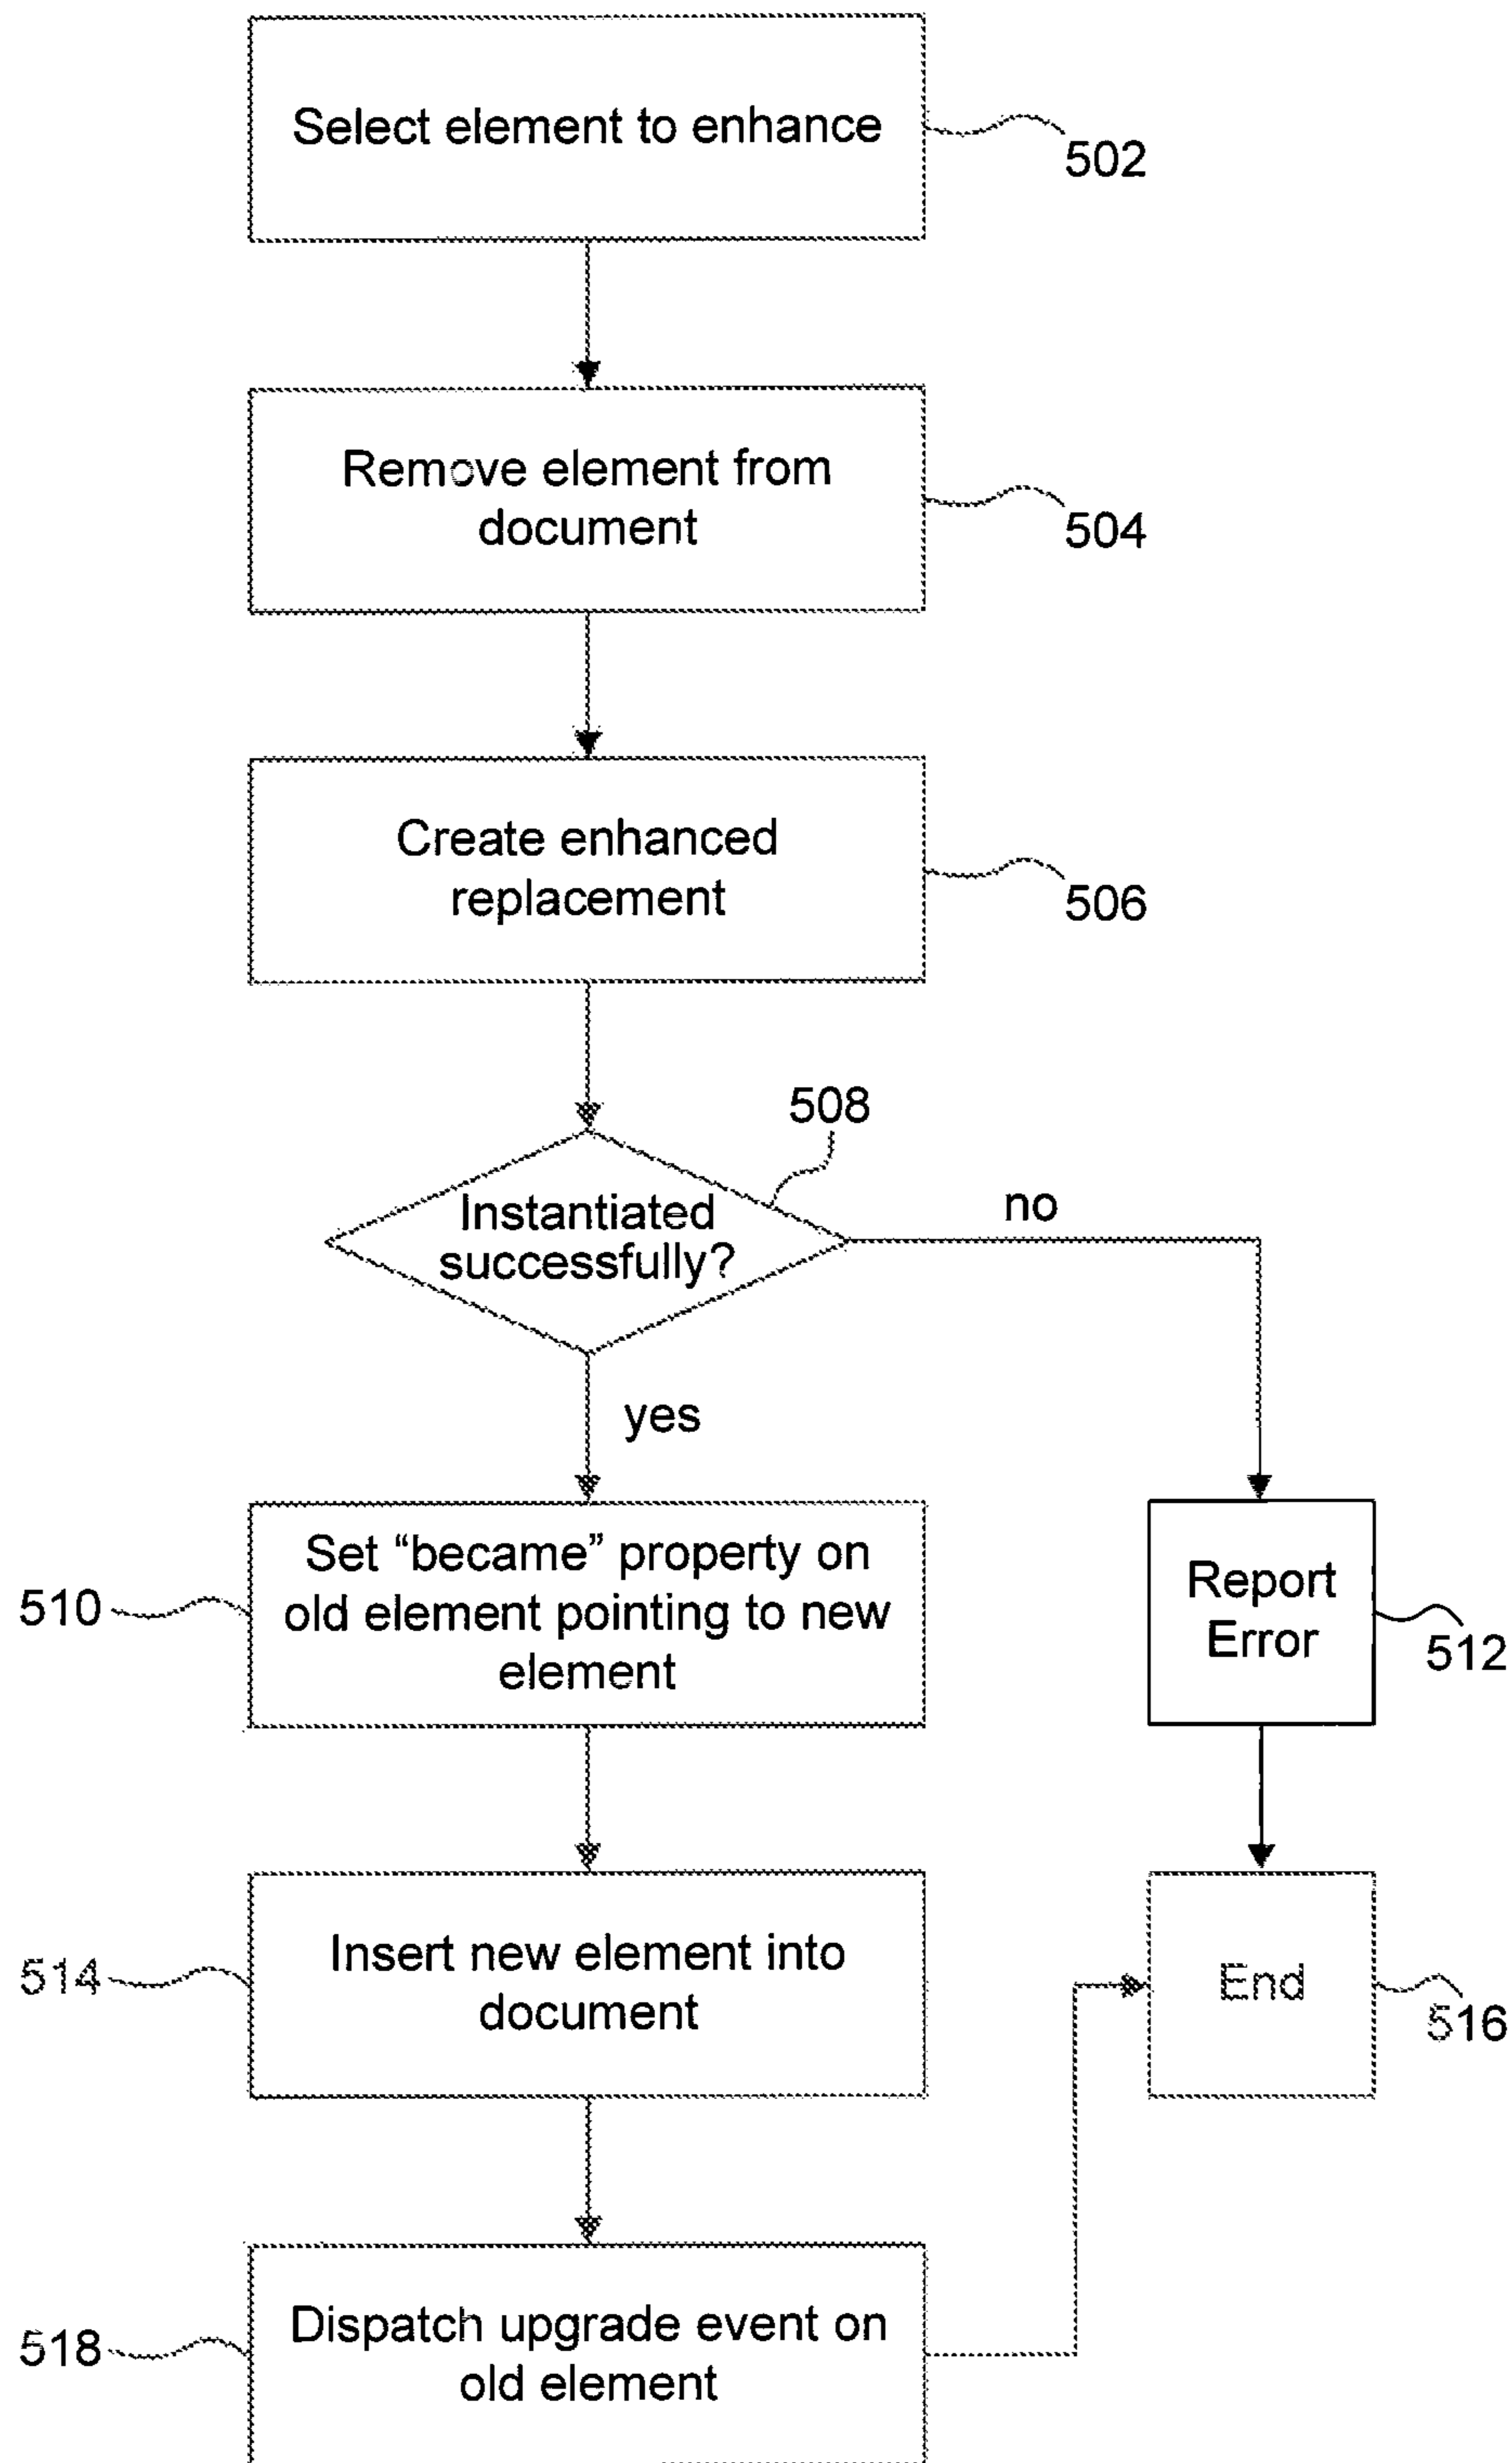 Select element to enhance
502
Remove element from
document
504
Create enhanced
replacement
506
508
Instantiated
successfully?
no
yes
Set “became” property on
old element pointing to new
element
510
Report
Error
512
Insert new element into
document
514
End
516
Dispatch upgrade event on
old element
518